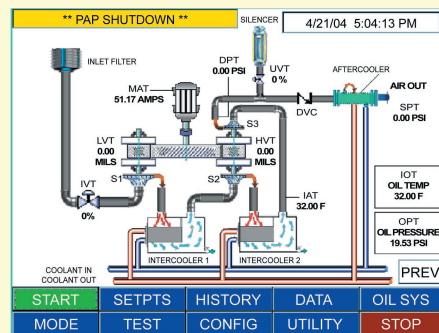 ** PAP SHUTDOWN **
SILENCER
4/21/04 5:04:13 PM
INLET FILTER
DPT
0.00 PSI
UVT
0 %
AFTERCOOLER
MAT
51.17 AMPS
AIR OUT
DVC
SPT
0.00 PSI
S3
LVT
0.00
MILS
HVT
0.00
MILS
IOT
OIL TEMP
32.00 F
S1
S2
IVT
0%
IAT
32.00 F
OPT
OIL PRESSURE
19.53 PSI
INTERCOOLER 1
INTERCOOLER 2
COOLANT IN
COOLANT OUT
PREV
START
SETPTS
HISTORY
DATA
OIL SYS
MODE
TEST
CONFIG
UTILITY
STOP